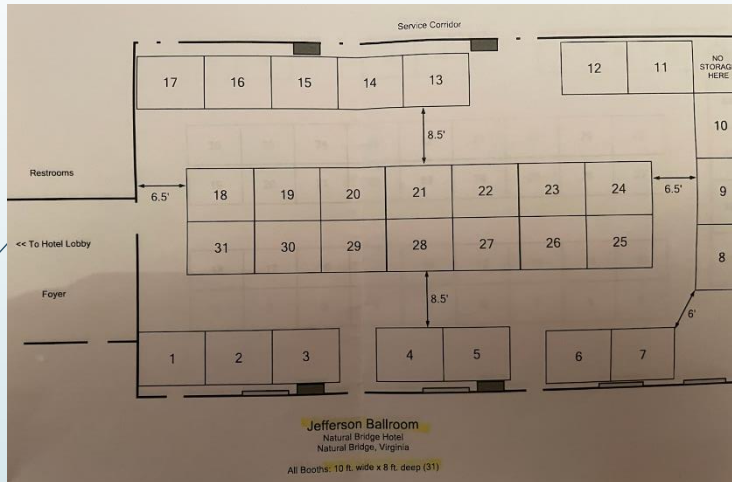 Service Corridor
17 16 15 14 13 12 11
NO
STORAGE
HERE
10
8.5'
Restrooms
6.5'
18 19 20 21 22 23 24
6.5'
9
<< To Hotel Lobby
31 30 29 28 27 26 25
8
Foyer
8.5'
6'
1 2 3 4 5 6 7
Jefferson Ballroom
Natural Bridge Hotel
Natural Bridge, Virginia
All Booths: 10 ft. wide x 8 ft. deep (31)